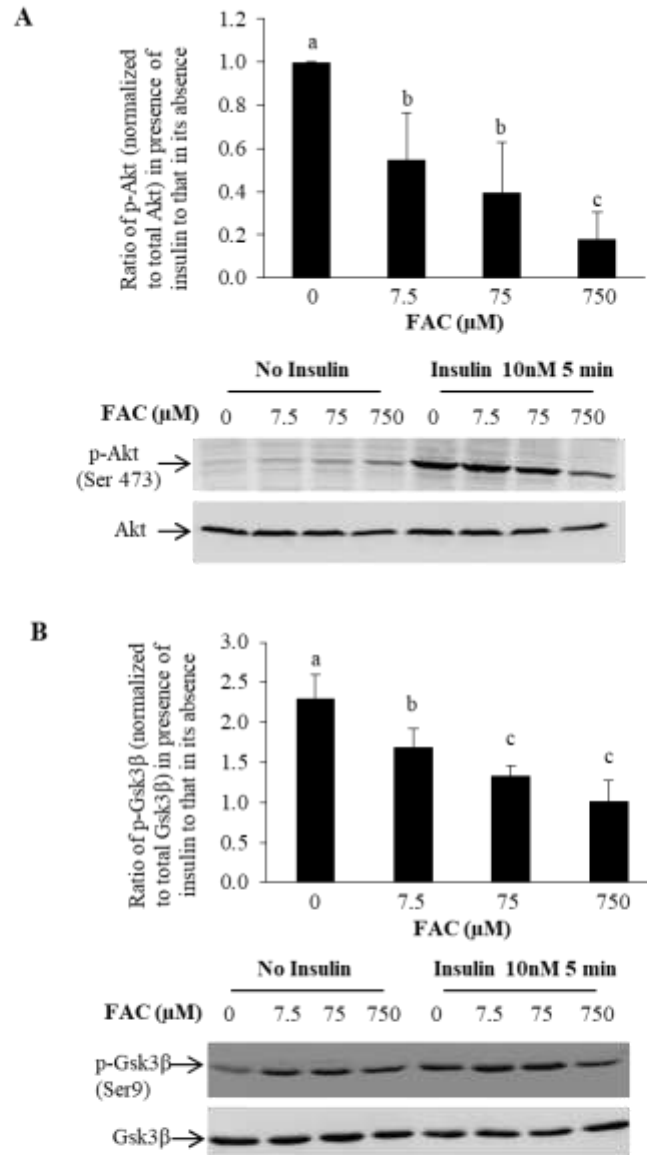 A
Ratio of p-Akt (normalized
to total Akt) in presence of
insulin to that in its absence
1.0
1.2
0.8
0.6
0.4
0.2
0.0
a
b
b
c
0 7.5 75 750
FAC (µM)
No Insulin Insulin 10nM 5 min
FAC (µM) 0 7.5 75 750 0 7.5 75 750
p-Akt
(Ser 473)
Akt
B
Ratio of p-Gsk3β (normalized
to total Gsk3β) in presence of
insulin to that in its absence
3.0
2.5
2.0
1.5
1.0
0.5
0.0
a
b
c
c
0 7.5 75 750
FAC (µM)
No Insulin Insulin 10nM 5 min
FAC (µM) 0 7.5 75 750 0 7.5 75 750
p-Gsk3β
(Ser9)
Gsk3β